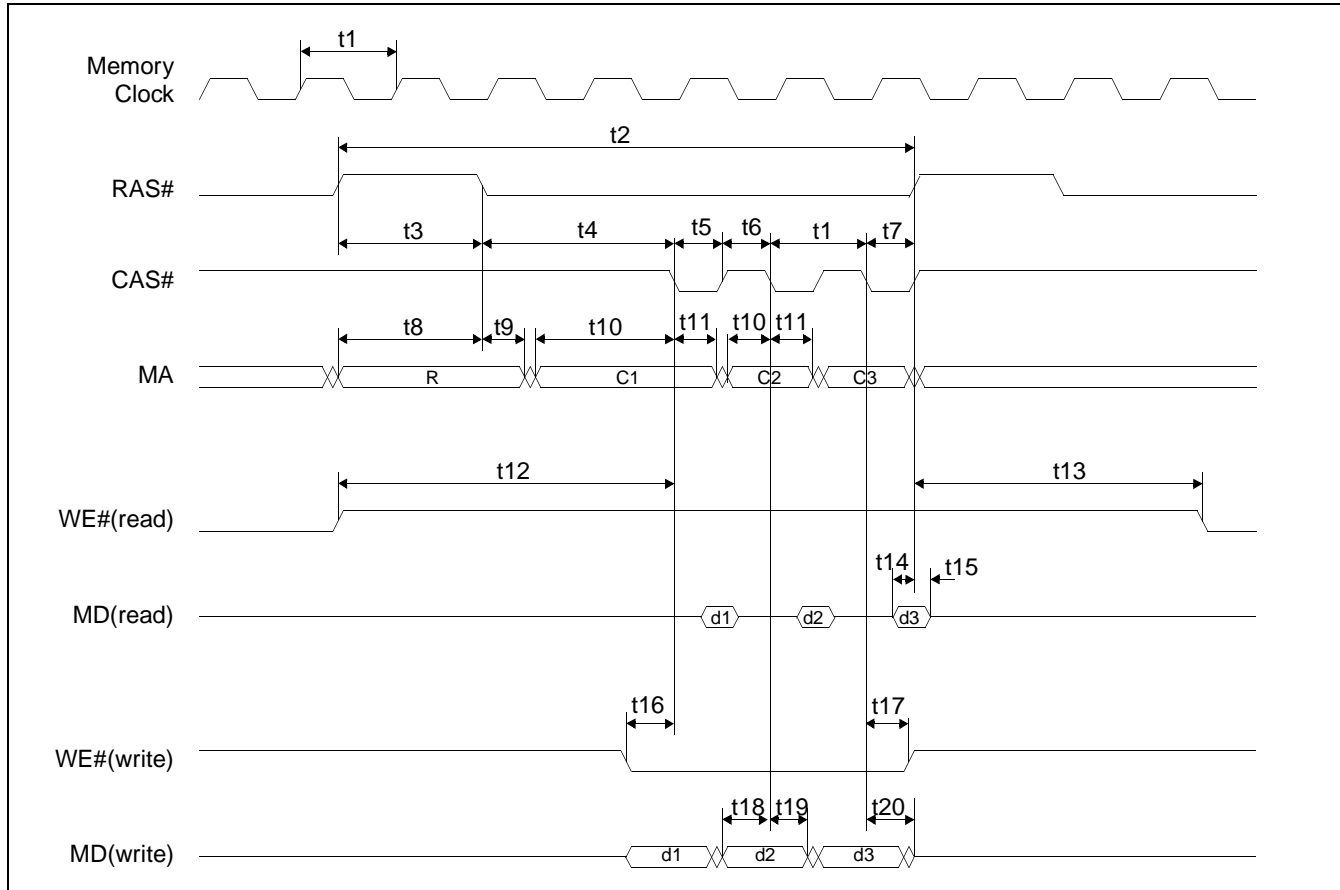 t1
Memory
Clock
t2
RAS#
t3 t4 t5 t6 t1 t7
CAS#
t8 t9 t10 t11 t10 t11
MA
R C1 C2 C3
t12 t13
WE#(read)
t14 t15
MD(read)
d1 d2 d3
t16 t17
WE#(write)
t18 t19 t20
MD(write)
d1 d2 d3